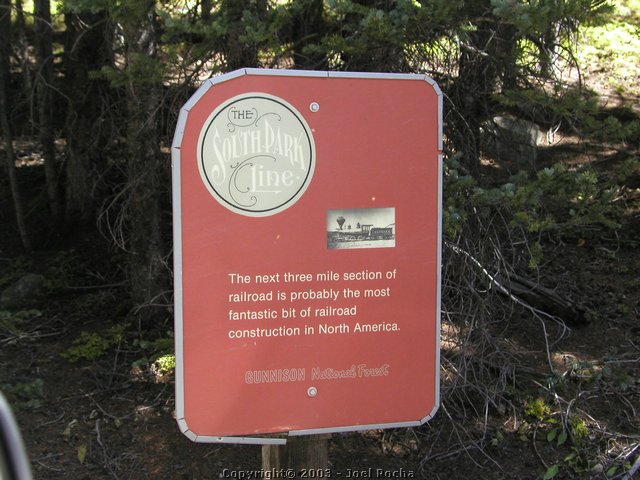 THE
SOUTH PARK
Line
The next three mile section of
railroad is probably the most
fantastic bit of railroad
construction in North America.
GUNNISON National Forest
Copyright© 2003 - Joel Rocha